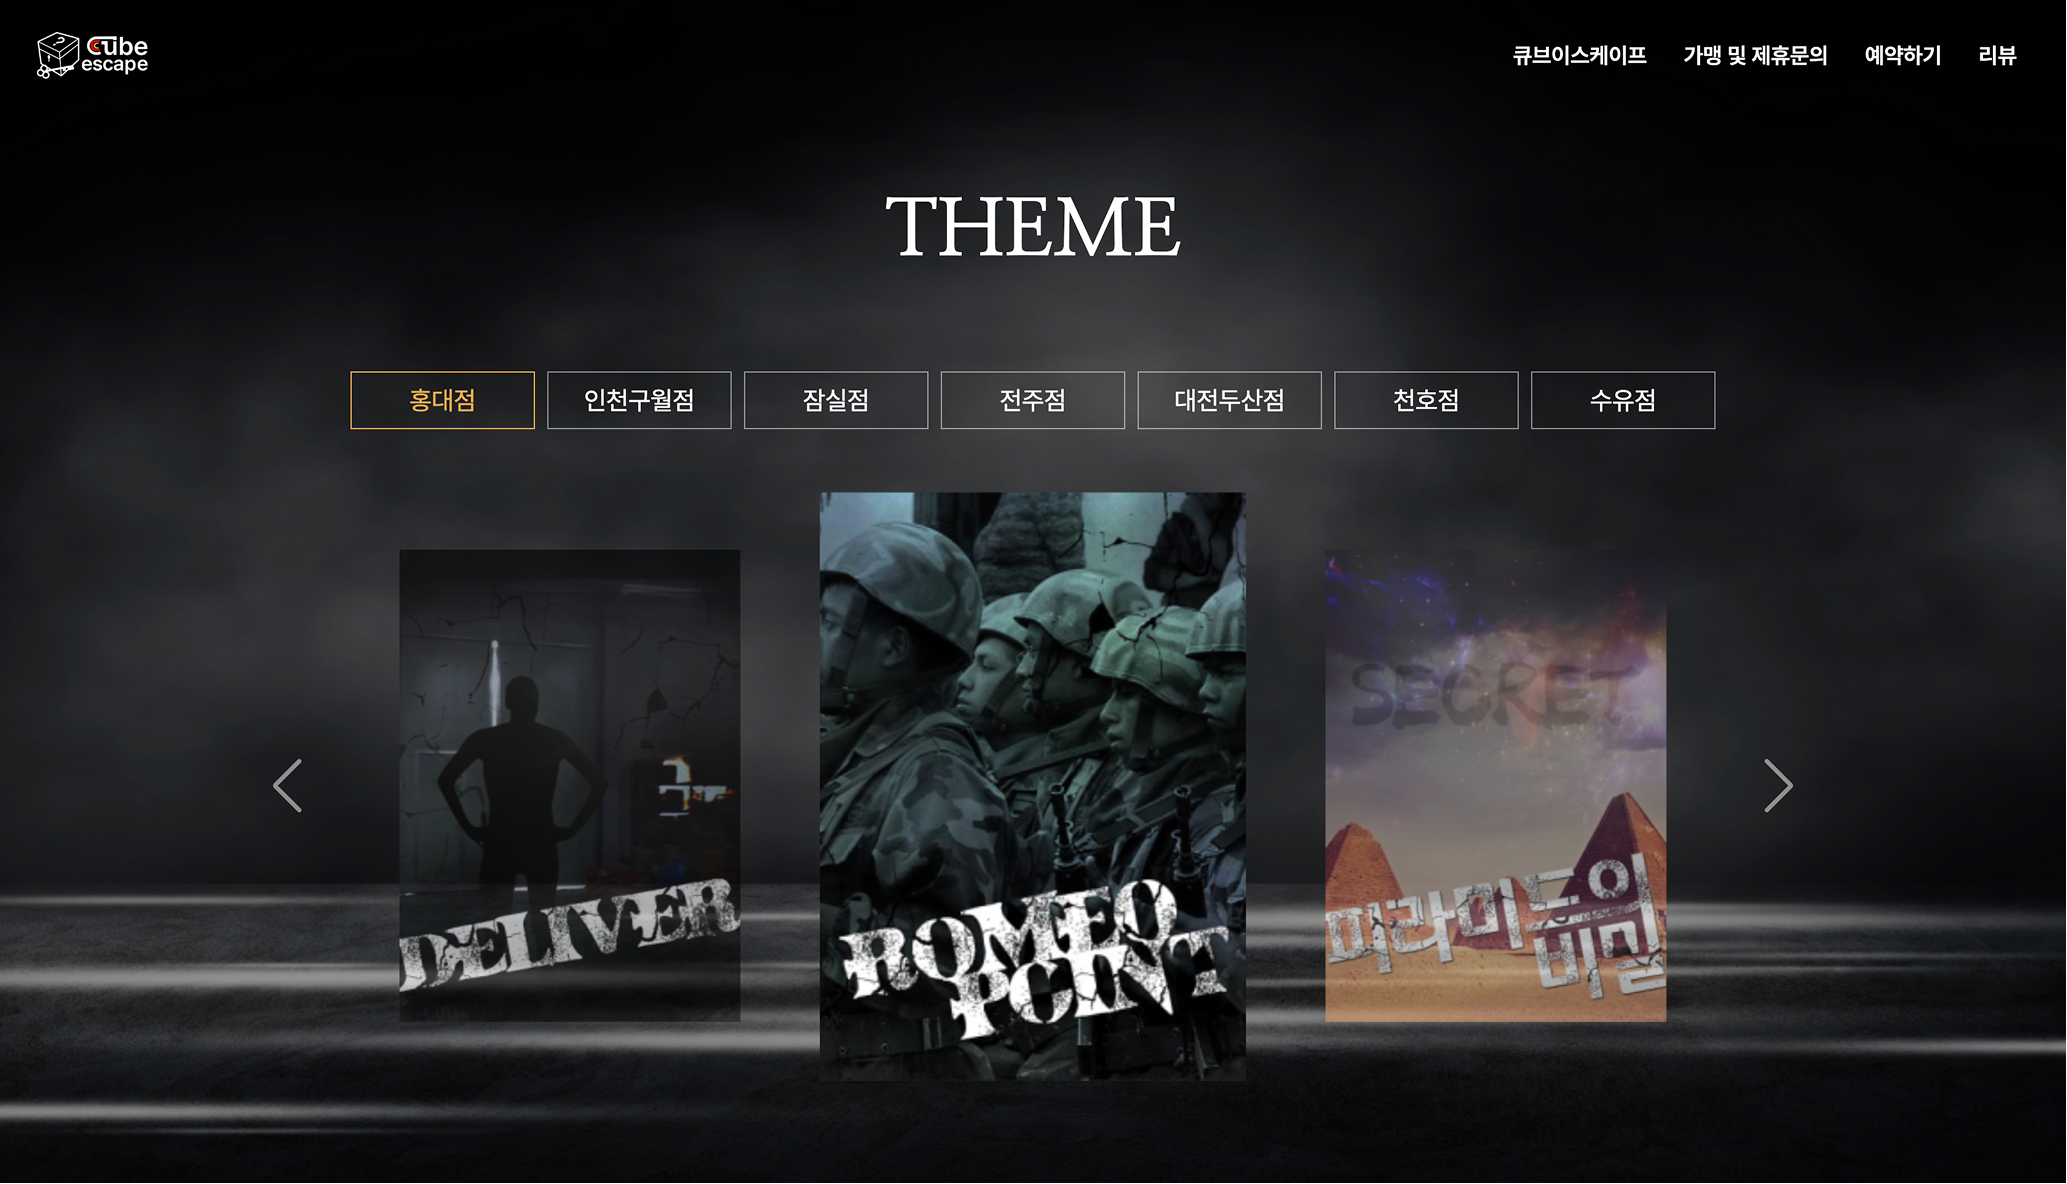 Cube
escape
큐브이스케이프 가맹 및 제휴문의 예약하기 리뷰
THEME
홍대점 인천구월점 잠실점 전주점 대전두산점 천호점 수유점
DELIVER
ROMEO
POINT
SECRET
피라미드의
비밀